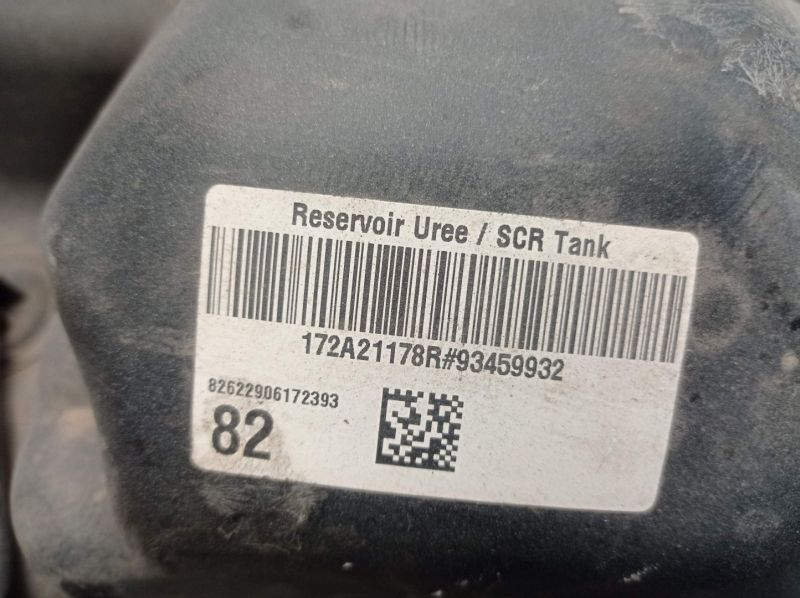 Reservoir Uree / SCR Tank
172A21178R#93459932
82622906172393
82